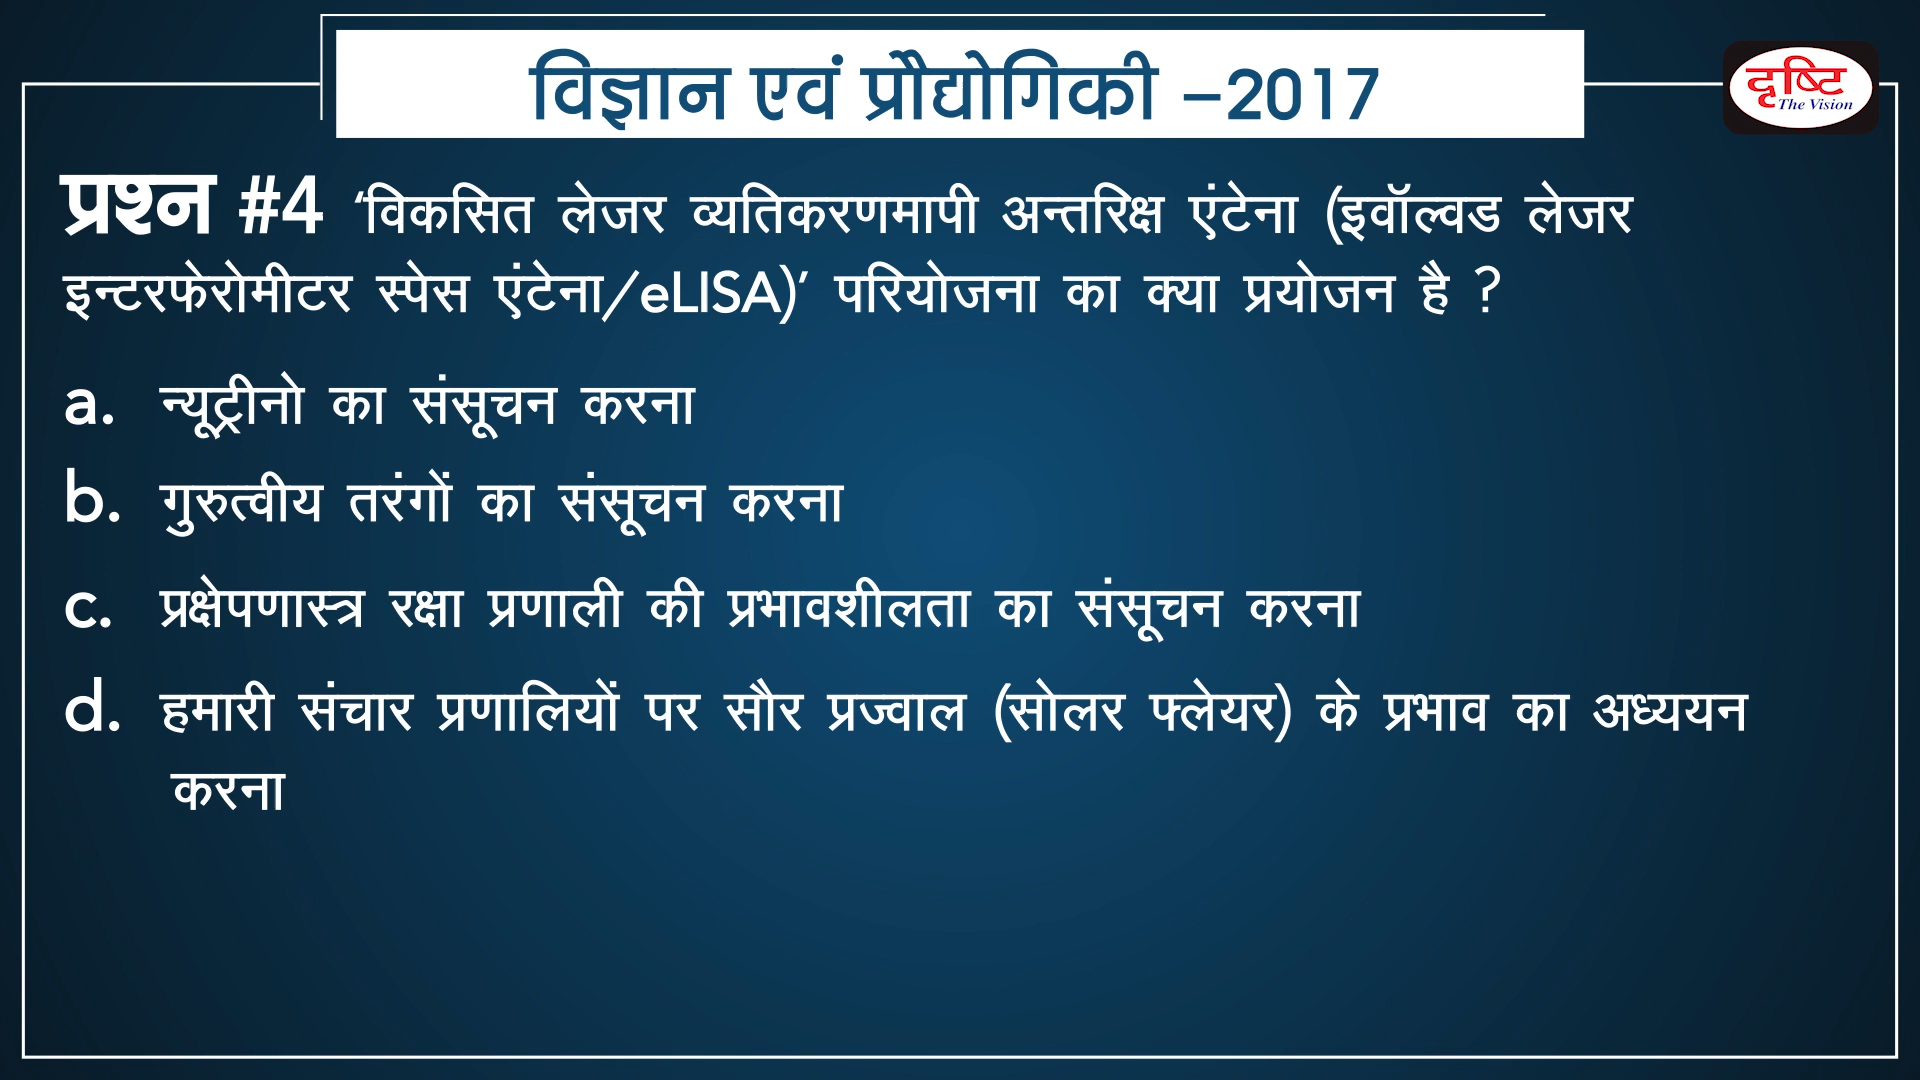 विज्ञान एवं प्रौद्योगिकी –2017
दृष्टि
The Vision
प्रश्न #4 ‘विकसित लेजर व्यतिकरणमापी अन्तरिक्ष एंटेना (इवॉल्वड लेजर
इन्टरफेरोमीटर स्पेस एंटेना/eLISA)’ परियोजना का क्या प्रयोजन है ?
a. न्यूट्रीनो का संसूचन करना
b. गुरुत्वीय तरंगों का संसूचन करना
c. प्रक्षेपणास्त्र रक्षा प्रणाली की प्रभावशीलता का संसूचन करना
d. हमारी संचार प्रणालियों पर सौर प्रज्वाल (सोलर फ्लेयर) के प्रभाव का अध्ययन
करना